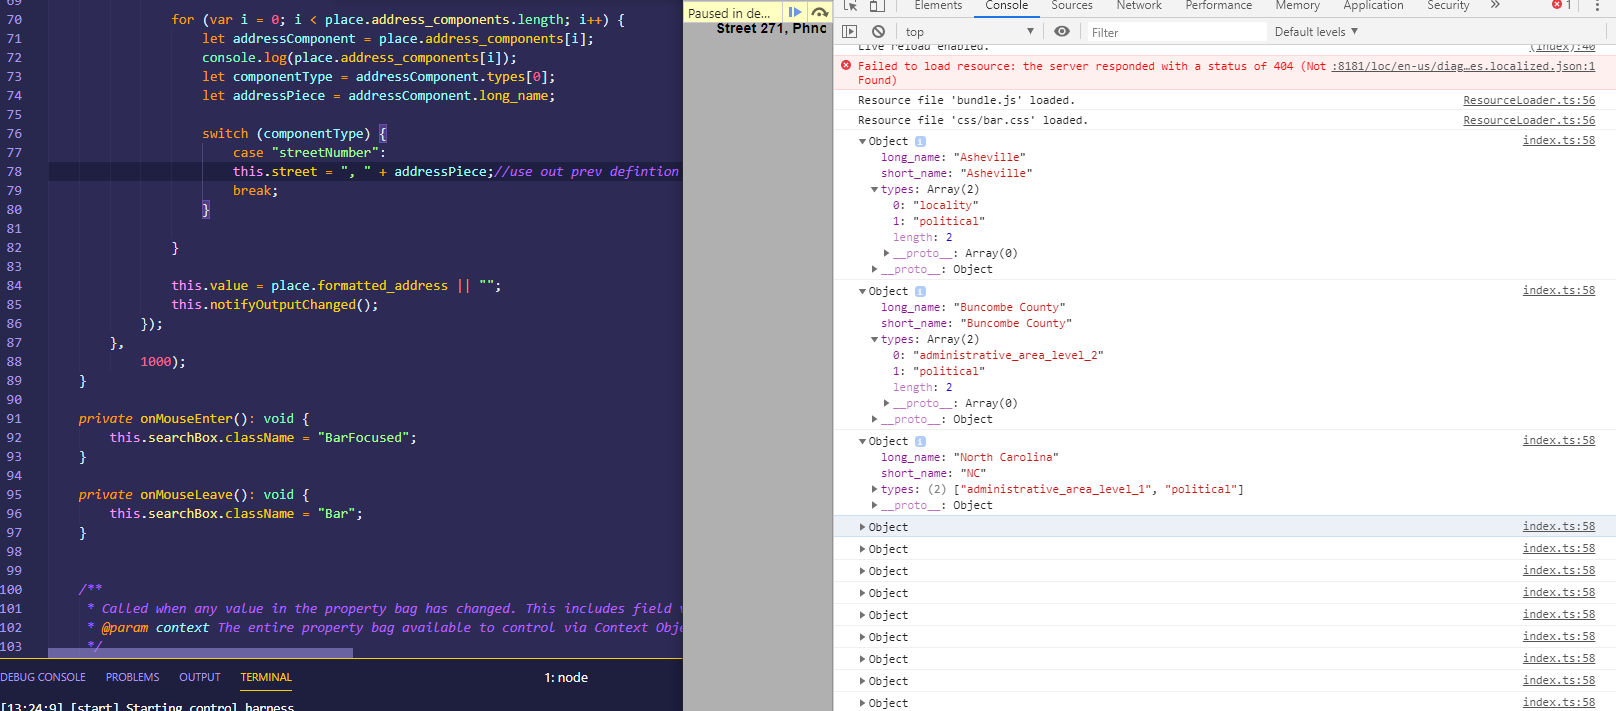 69
70 for (var i = 0; i < place.address_components.length; i++) {
71 let addressComponent = place.address_components[i];
72 console.log(place.address_components[i]);
73 let componentType = addressComponent.types[0];
74 let addressPiece = addressComponent.long_name;
75
76 switch (componentType) {
77 case "streetNumber":
78 this.street = ", " + addressPiece;//use out prev defintion
79 break;
80 }
81
82 }
83
84 this.value = place.formatted_address || "";
85 this.notifyOutputChanged();
86 });
87 },
88 1000);
89 }
90
91 private onMouseEnter(): void {
92 this.searchBox.className = "BarFocused";
93 }
94
95 private onMouseLeave(): void {
96 this.searchBox.className = "Bar";
97 }
98
99
100 /**
101 * Called when any value in the property bag has changed. This includes field v
102 * @param context The entire property bag available to control via Context Obje
103 */
DEBUG CONSOLE PROBLEMS OUTPUT TERMINAL 1: node
[13:24:9] [start] Starting control harness
Paused in de...
Street 271, Phno
Elements Console Sources Network Performance Memory Application Security » 1
top Filter Default levels ▼
Live reload enabled. (index):40
Failed to load resource: the server responded with a status of 404 (Not :8181/loc/en-us/diag…es.localized.json:1
Found)
Resource file 'bundle.js' loaded. ResourceLoader.ts:56
Resource file 'css/bar.css' loaded. ResourceLoader.ts:56
▼Object i index.ts:58
long_name: "Asheville"
short_name: "Asheville"
▼types: Array(2)
0: "locality"
1: "political"
length: 2
▶__proto__: Array(0)
▶__proto__: Object
▼Object i index.ts:58
long_name: "Buncombe County"
short_name: "Buncombe County"
▼types: Array(2)
0: "administrative_area_level_2"
1: "political"
length: 2
▶__proto__: Array(0)
▶__proto__: Object
▼Object i index.ts:58
long_name: "North Carolina"
short_name: "NC"
▶types: (2) ["administrative_area_level_1", "political"]
▶__proto__: Object
▶Object index.ts:58
▶Object index.ts:58
▶Object index.ts:58
▶Object index.ts:58
▶Object index.ts:58
▶Object index.ts:58
▶Object index.ts:58
▶Object index.ts:58
▶Object index.ts:58